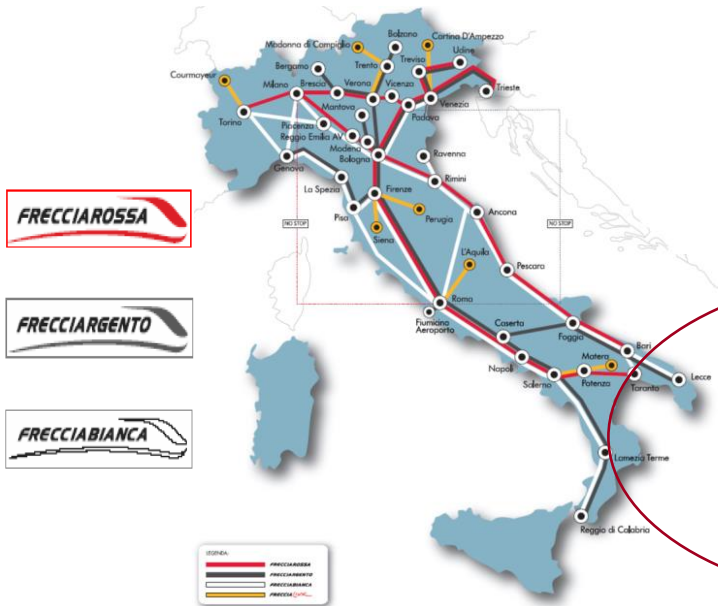 Madonna di Campiglio
Bolzano
Cortina D'Ampezzo
Trento
Treviso
Udine
Bergamo
Courmayeur
Milano
Brescia
Verona
Vicenza
Trieste
Mantova
Padova
Venezia
Torino
Piacenza
Reggio Emilia AV
Modena
Bologna
Ravenna
Genova
Rimini
La Spezia
Firenze
FRECCIAROSSA
Pisa
Perugia
Ancona
NO STOP
NO STOP
Siena
L'Aquila
Pescara
Roma
Fiumicino
Aeroporto
FRECCIARGENTO
Caserta
Foggia
Bari
Napoli
Matera
Salerno
Potenza
Taranto
Lecce
FRECCIABIANCA
Lamezia Terme
Reggio di Calabria
LEGENDA:
FRECCIAROSSA
FRECCIARGENTO
FRECCIABIANCA
FRECCIALink